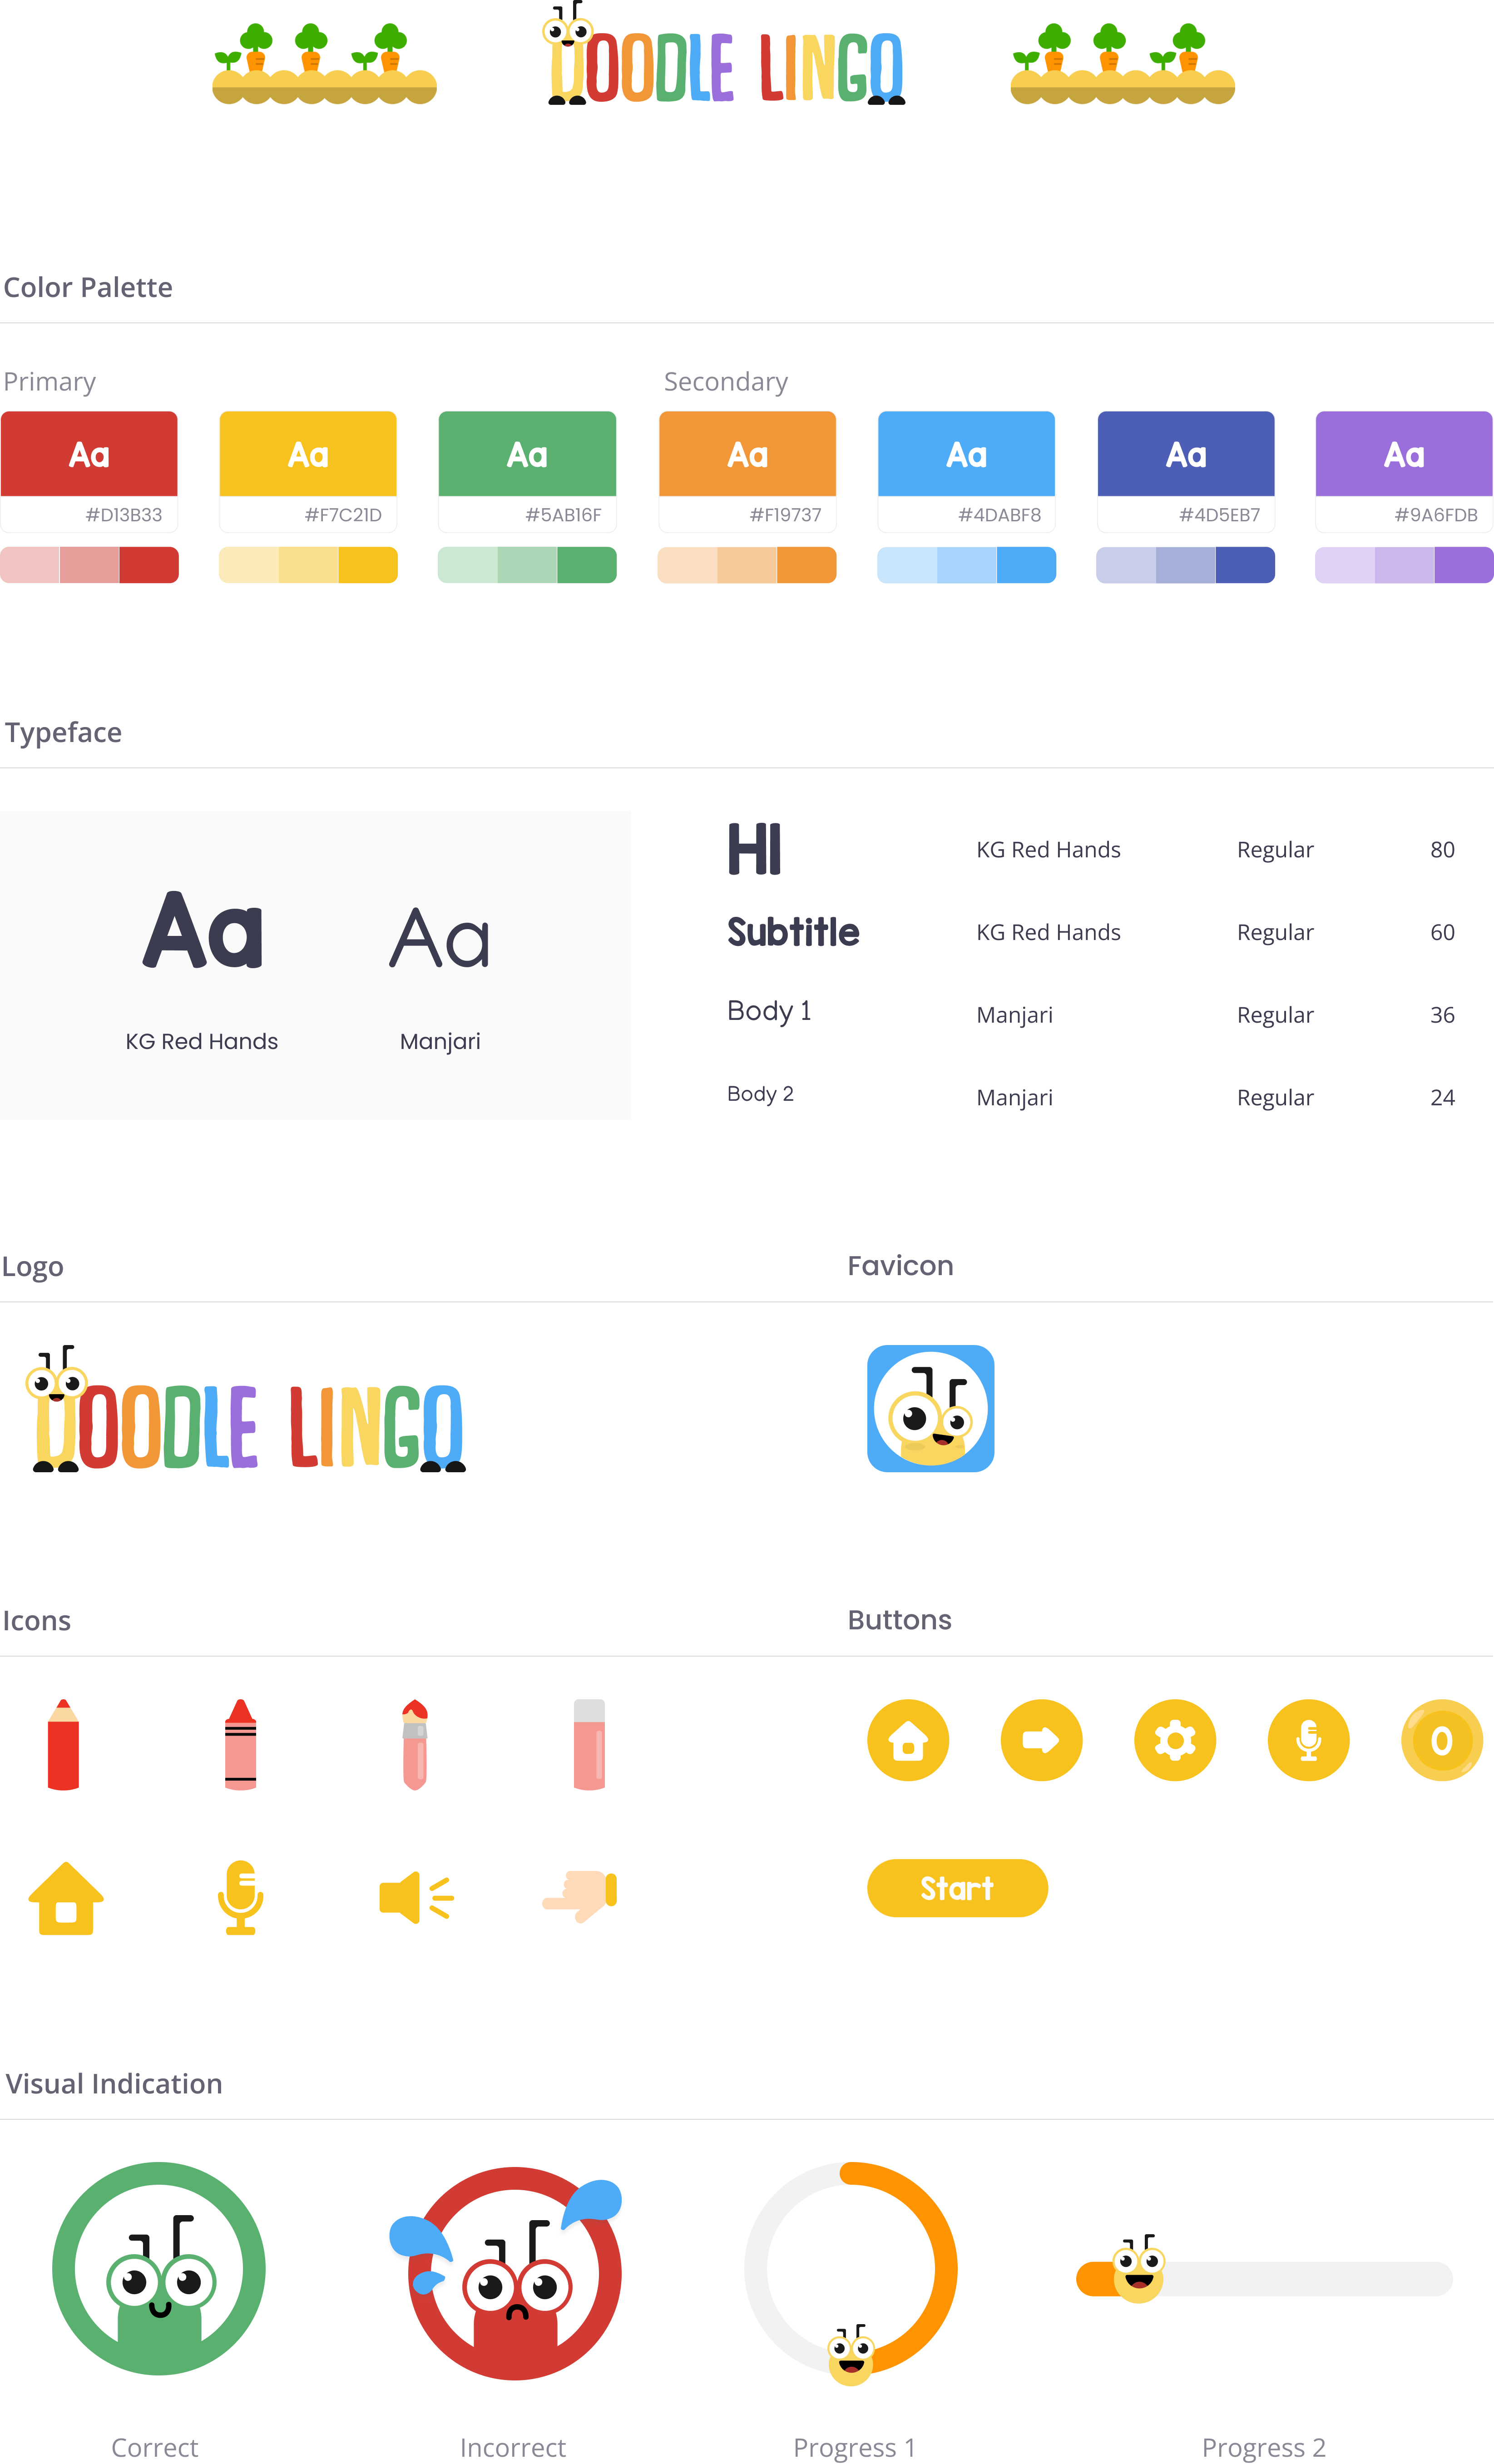 DOODLE LINGO
Color Palette
Primary
Secondary
Aa Aa Aa Aa Aa Aa Aa
#D13B33 #F7C21D #5AB16F #F19737 #4DABF8 #4D5EB7 #9A6FDB
Typeface
H1 KG Red Hands Regular 80
Subtitle KG Red Hands Regular 60
Aa Aa
Body 1 Manjari Regular 36
KG Red Hands Manjari
Body 2 Manjari Regular 24
Logo
Favicon
DOODLE LINGO
Icons
Buttons
0
Start
Visual Indication
Correct
Incorrect
Progress 1
Progress 2